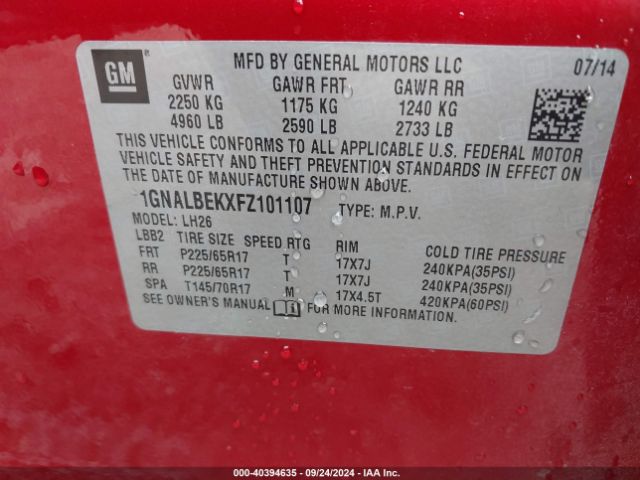 GM
MFD BY GENERAL MOTORS LLC 07/14
GVWR GAWR FRT GAWR RR
2250 KG 1175 KG 1240 KG
4960 LB 2590 LB 2733 LB
THIS VEHICLE CONFORMS TO ALL APPLICABLE U.S. FEDERAL MOTOR
VEHICLE SAFETY AND THEFT PREVENTION STANDARDS IN EFFECT ON
THE DATE OF MANUFACTURE SHOWN ABOVE.
1GNALBEKXFZ101107 TYPE: M.P.V.
MODEL: LH26
LBB2 TIRE SIZE SPEED RTG RIM COLD TIRE PRESSURE
FRT P225/65R17 T 17X7J 240KPA(35PSI)
RR P225/65R17 T 17X7J 240KPA(35PSI)
SPA T145/70R17 M 17X4.5T 420KPA(60PSI)
SEE OWNER'S MANUAL i FOR MORE INFORMATION.
000-40394635 - 09/24/2024 - IAA Inc.